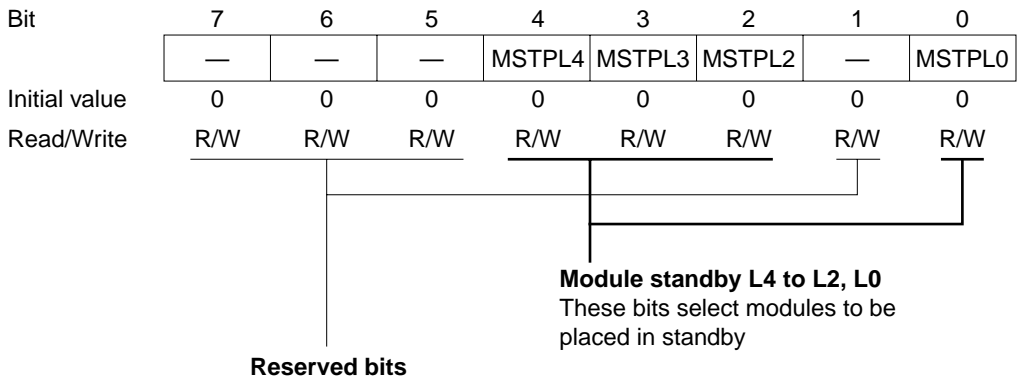 Bit 7 6 5 4 3 2 1 0
— — — MSTPL4 MSTPL3 MSTPL2 — MSTPL0
Initial value 0 0 0 0 0 0 0 0
Read/Write R/W R/W R/W R/W R/W R/W R/W R/W
Module standby L4 to L2, L0
These bits select modules to be
placed in standby
Reserved bits